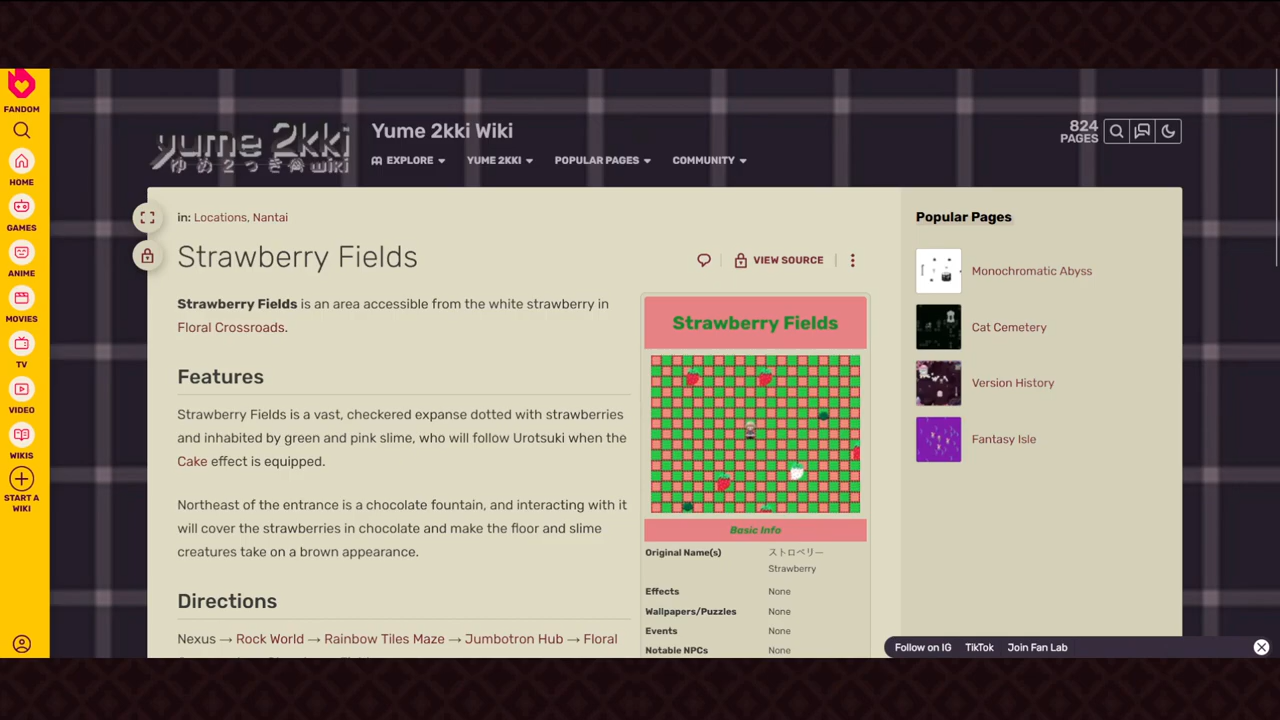 FANDOM
HOME
GAMES
ANIME
MOVIES
TV
VIDEO
WIKIS
START A
WIKI
yume 2kki
ゆめ2っき wiki
Yume 2kki Wiki
EXPLORE
YUME 2KKI
POPULAR PAGES
COMMUNITY
824
PAGES
in: Locations, Nantai
Strawberry Fields
VIEW SOURCE
Strawberry Fields is an area accessible from the white strawberry in
Floral Crossroads.
Features
Strawberry Fields is a vast, checkered expanse dotted with strawberries
and inhabited by green and pink slime, who will follow Urotsuki when the
Cake effect is equipped.
Northeast of the entrance is a chocolate fountain, and interacting with it
will cover the strawberries in chocolate and make the floor and slime
creatures take on a brown appearance.
Directions
Nexus → Rock World → Rainbow Tiles Maze → Jumbotron Hub → Floral
Strawberry Fields
Basic Info
Original Name(s)
ストロベリー
Strawberry
Effects
None
Wallpapers/Puzzles
None
Events
None
Notable NPCs
None
Popular Pages
Monochromatic Abyss
Cat Cemetery
Version History
Fantasy Isle
Follow on IG
TikTok
Join Fan Lab